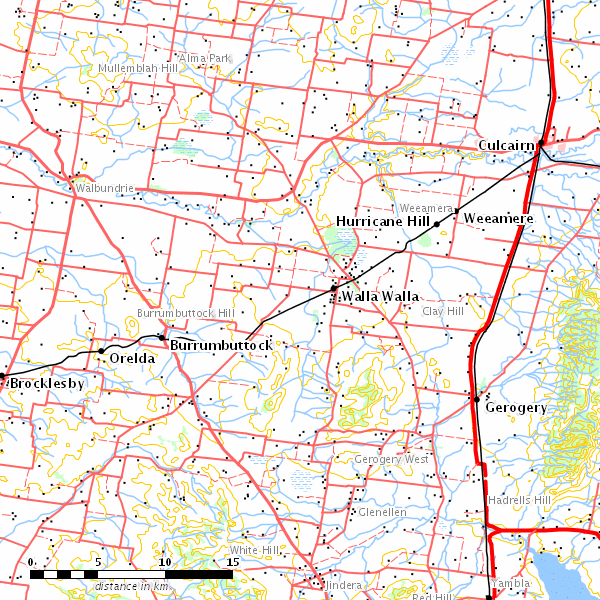 Alma Park
Mullemblah Hill
Culcairn
Walbundrie
Weeamera
Hurricane Hill
Weeamere
Walla Walla
Burrumbuttock Hill
Clay Hill
Burrumbuttock
Orelda
Brocklesby
Gerogery
Gerogery West
Hadrells Hill
Glenellen
White Hill
0 5 10 15
distance in km.
Jindera
Yambla
Red Hill